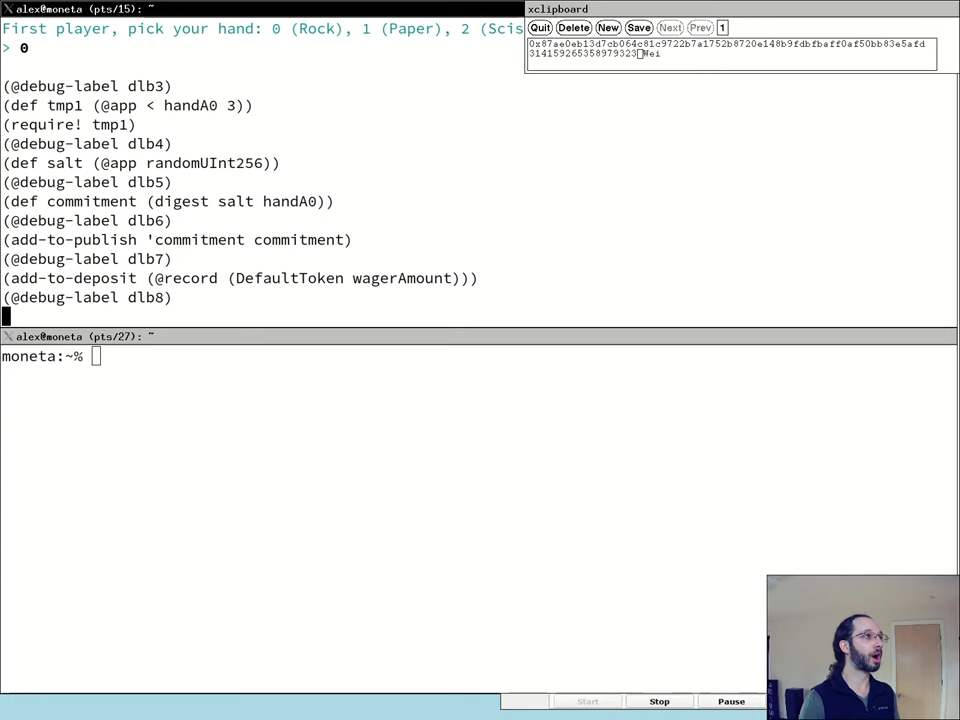 alex@moneta (pts/15): ~
First player, pick your hand: 0 (Rock), 1 (Paper), 2 (Scis
> 0
(@debug-label dlb3)
(def tmp1 (@app < handA0 3))
(require! tmp1)
(@debug-label dlb4)
(def salt (@app randomUInt256))
(@debug-label dlb5)
(def commitment (digest salt handA0))
(@debug-label dlb6)
(add-to-publish 'commitment commitment)
(@debug-label dlb7)
(add-to-deposit (@record (DefaultToken wagerAmount)))
(@debug-label dlb8)
xclipboard
Quit Delete New Save Next Prev 1
0x87ae0eb13d7cb064c81c9722b7a1752b8720e148b9fdbfbaff0af50bb83e5afd
314159265358979323 Wei
alex@moneta (pts/27): ~
moneta:~%
Start Stop Pause